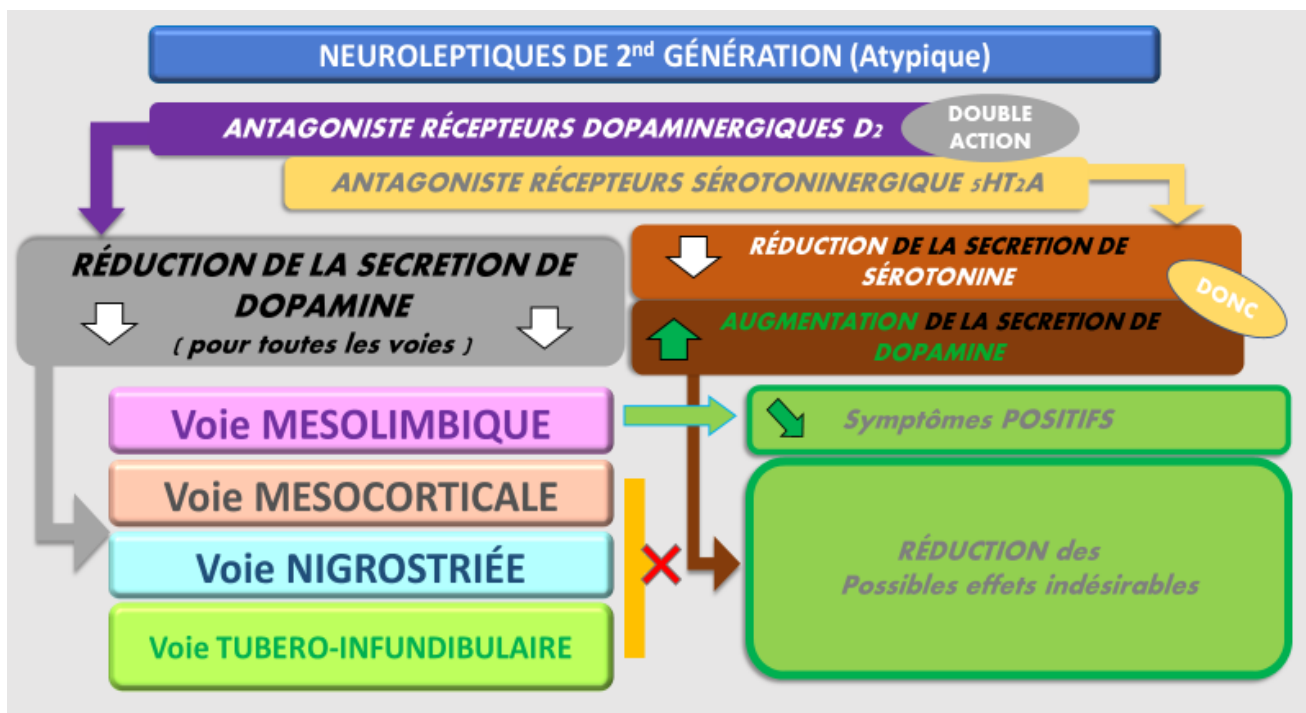 NEUROLEPTIQUES DE 2nd GÉNÉRATION (Atypique)
ANTAGONISTE RÉCEPTEURS DOPAMINERGIQUES D2
DOUBLE
ACTION
ANTAGONISTE RÉCEPTEURS SÉROTONINERGIQUE 5HT2A
RÉDUCTION DE LA SECRETION DE
DOPAMINE
( pour toutes les voies )
RÉDUCTION DE LA SECRETION DE
SÉROTONINE
DONC
AUGMENTATION DE LA SECRETION DE
DOPAMINE
Voie MESOLIMBIQUE
Symptômes POSITIFS
Voie MESOCORTICALE
Voie NIGROSTRIÉE
Voie TUBERO-INFUNDIBULAIRE
RÉDUCTION des
Possibles effets indésirables